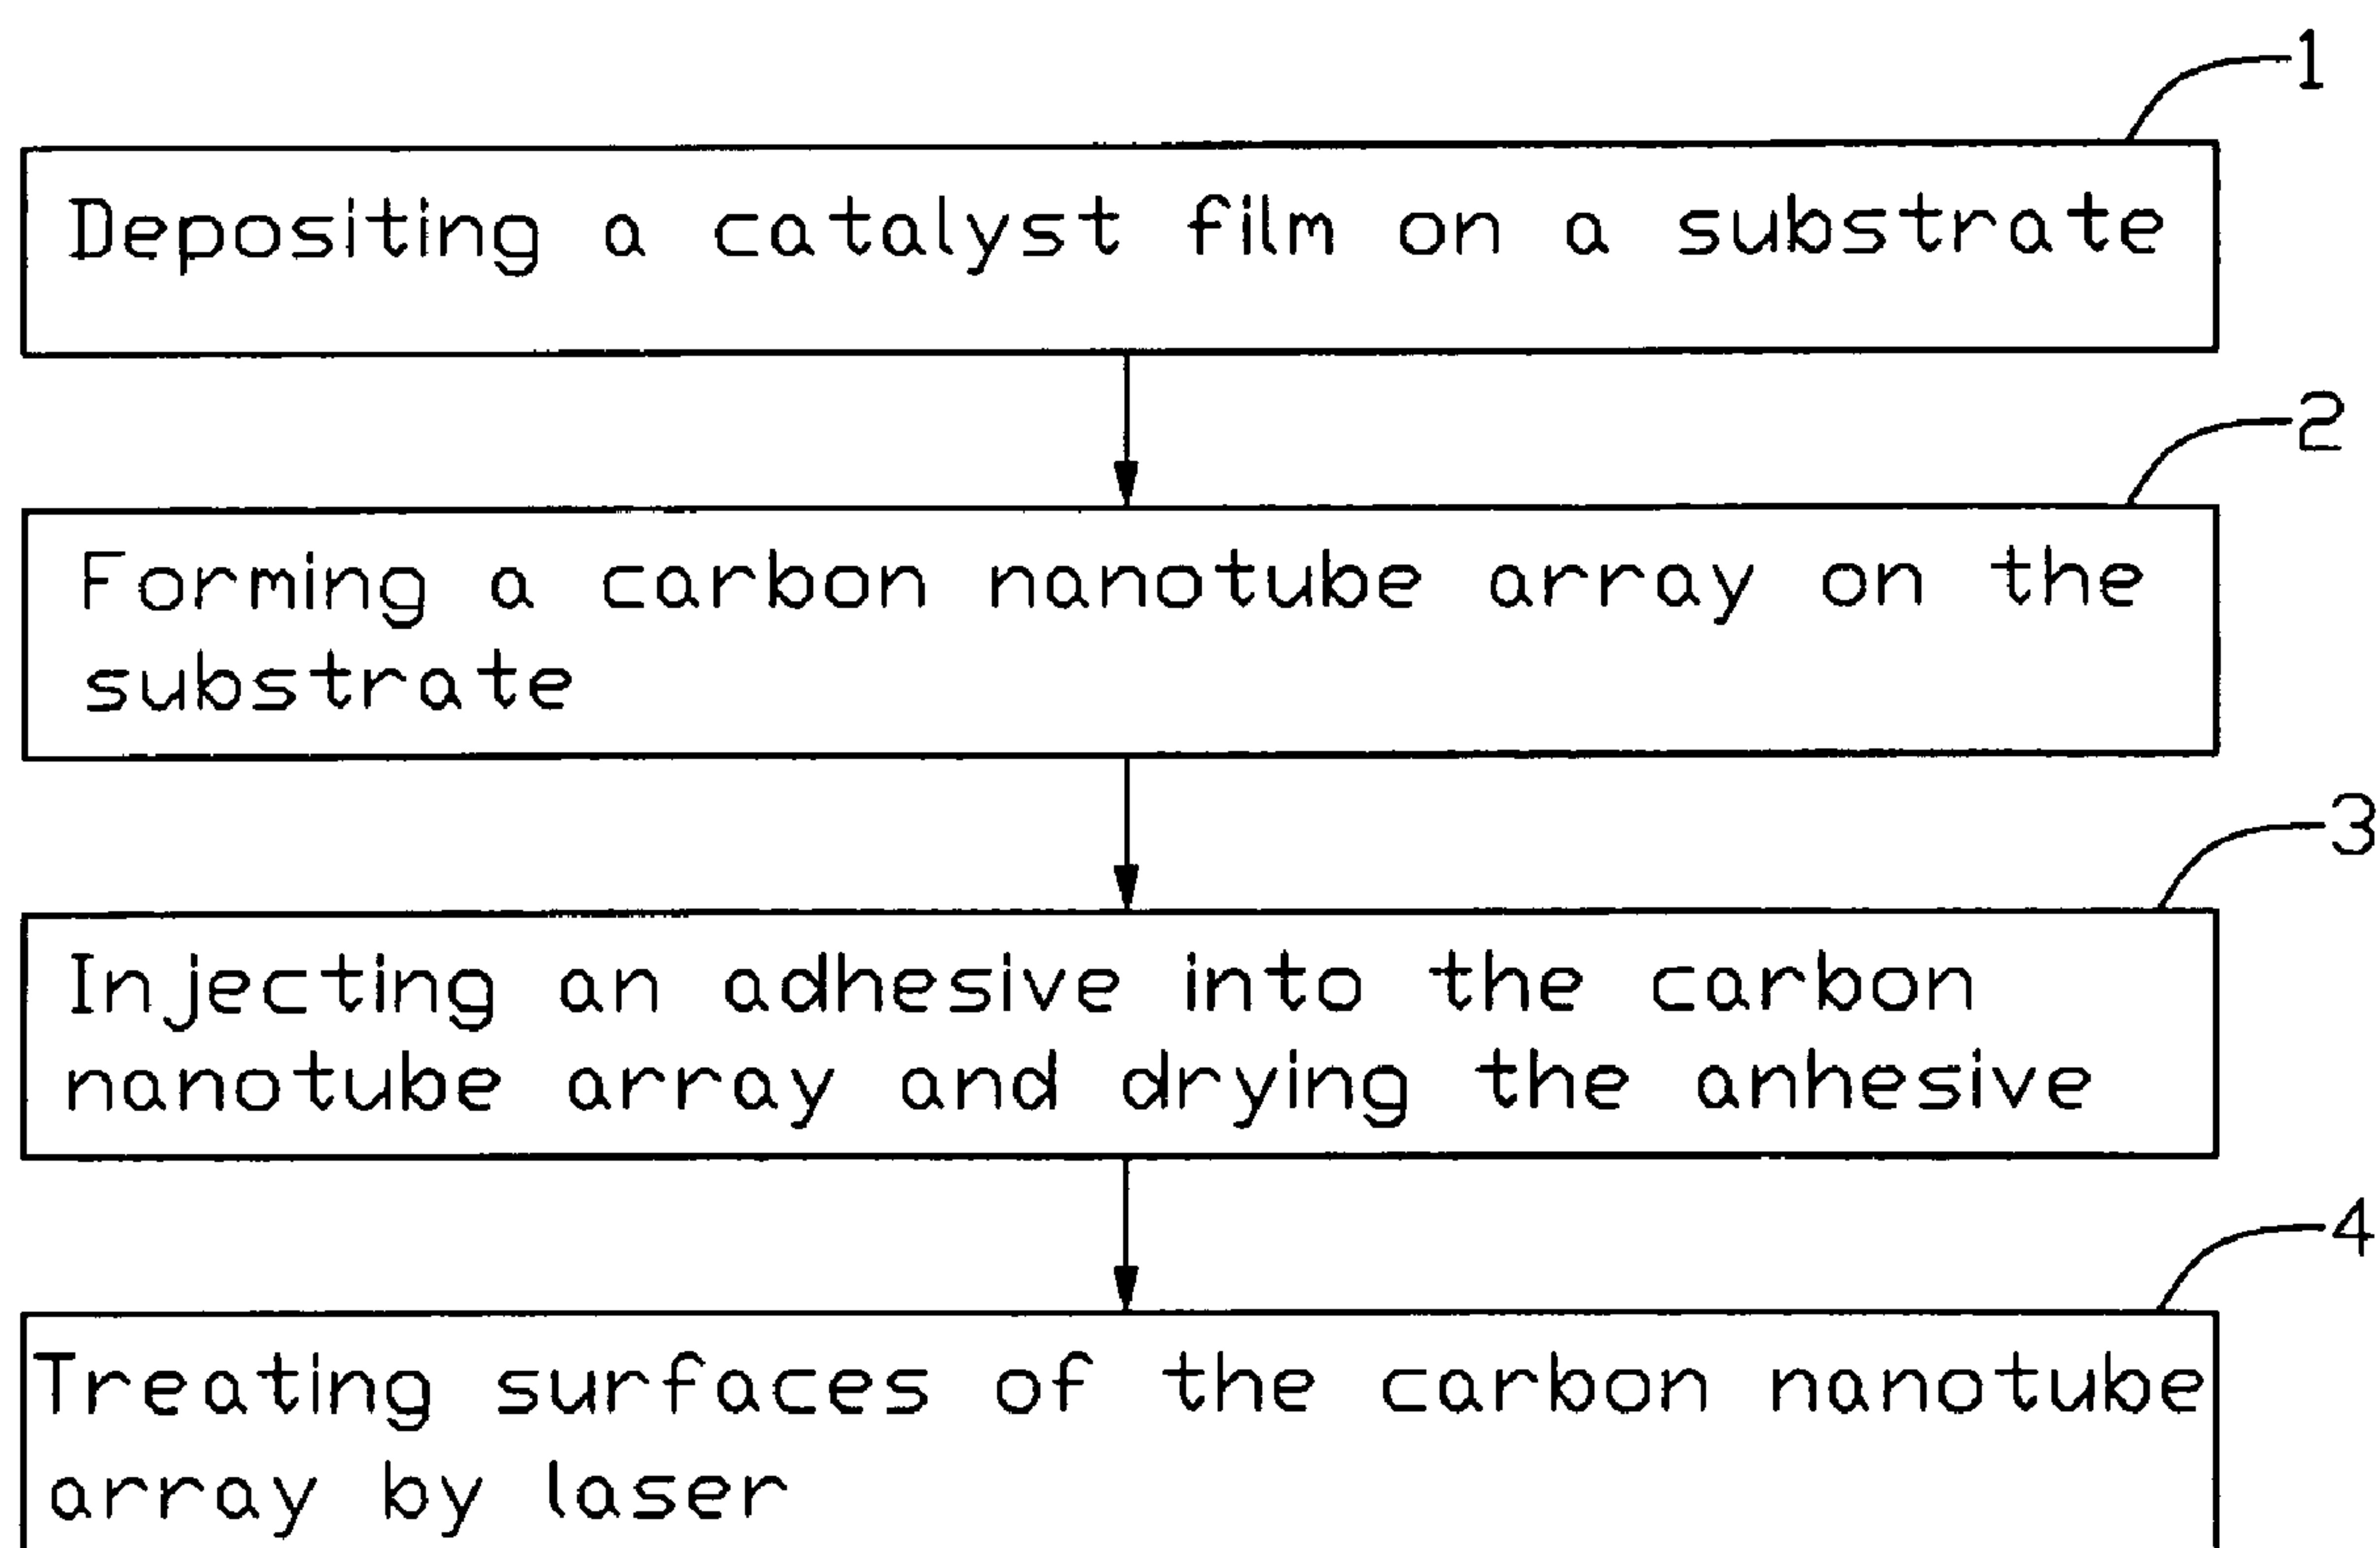 1
Depositing a catalyst film on a substrate
2
Forming a carbon nanotube array on the
substrate
3
Injecting an adhesive into the carbon
nanotube array and drying the anhesive
4
Treating surfaces of the carbon nanotube
array by laser